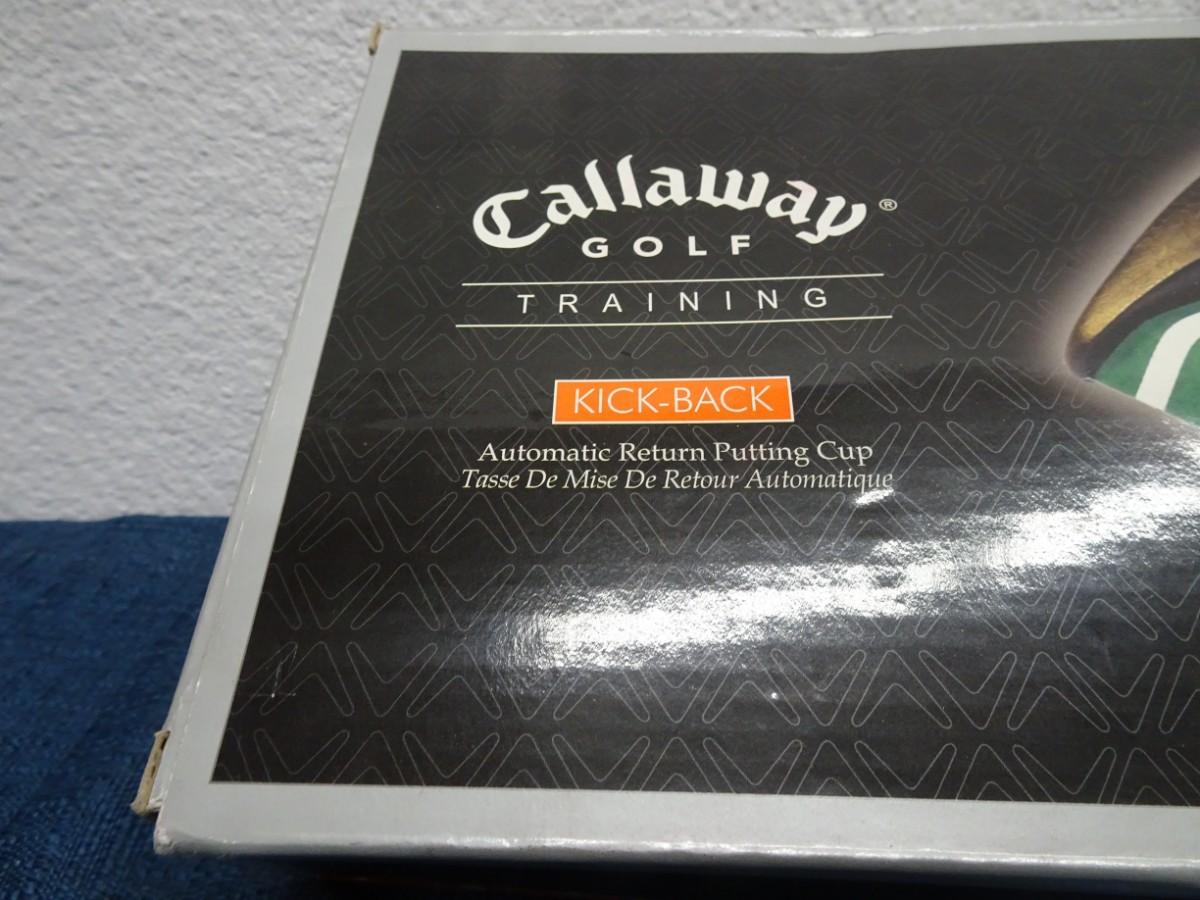 Callaway®
GOLF
TRAINING
KICK-BACK
Automatic Return Putting Cup
Tasse De Mise De Retour Automatique